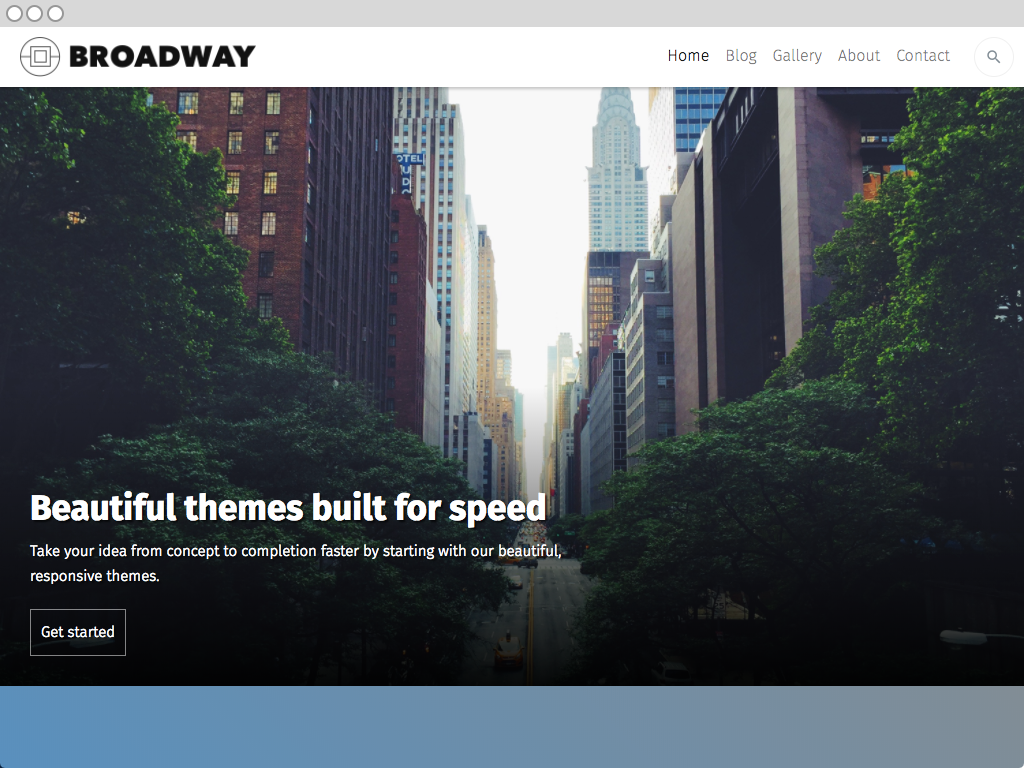 BROADWAY
Home Blog Gallery About Contact
OTEL
Beautiful themes built for speed
Take your idea from concept to completion faster by starting with our beautiful,
responsive themes.
Get started